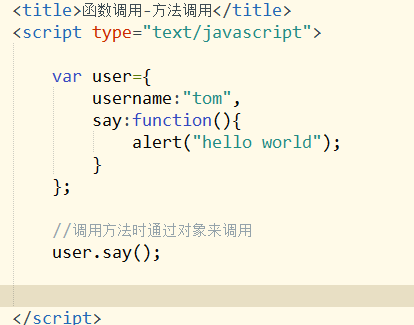 <title>函数调用-方法调用</title>
<script type="text/javascript">
var user={
username:"tom",
say:function(){
alert("hello world");
}
};
//调用方法时通过对象来调用
user.say();
</script>